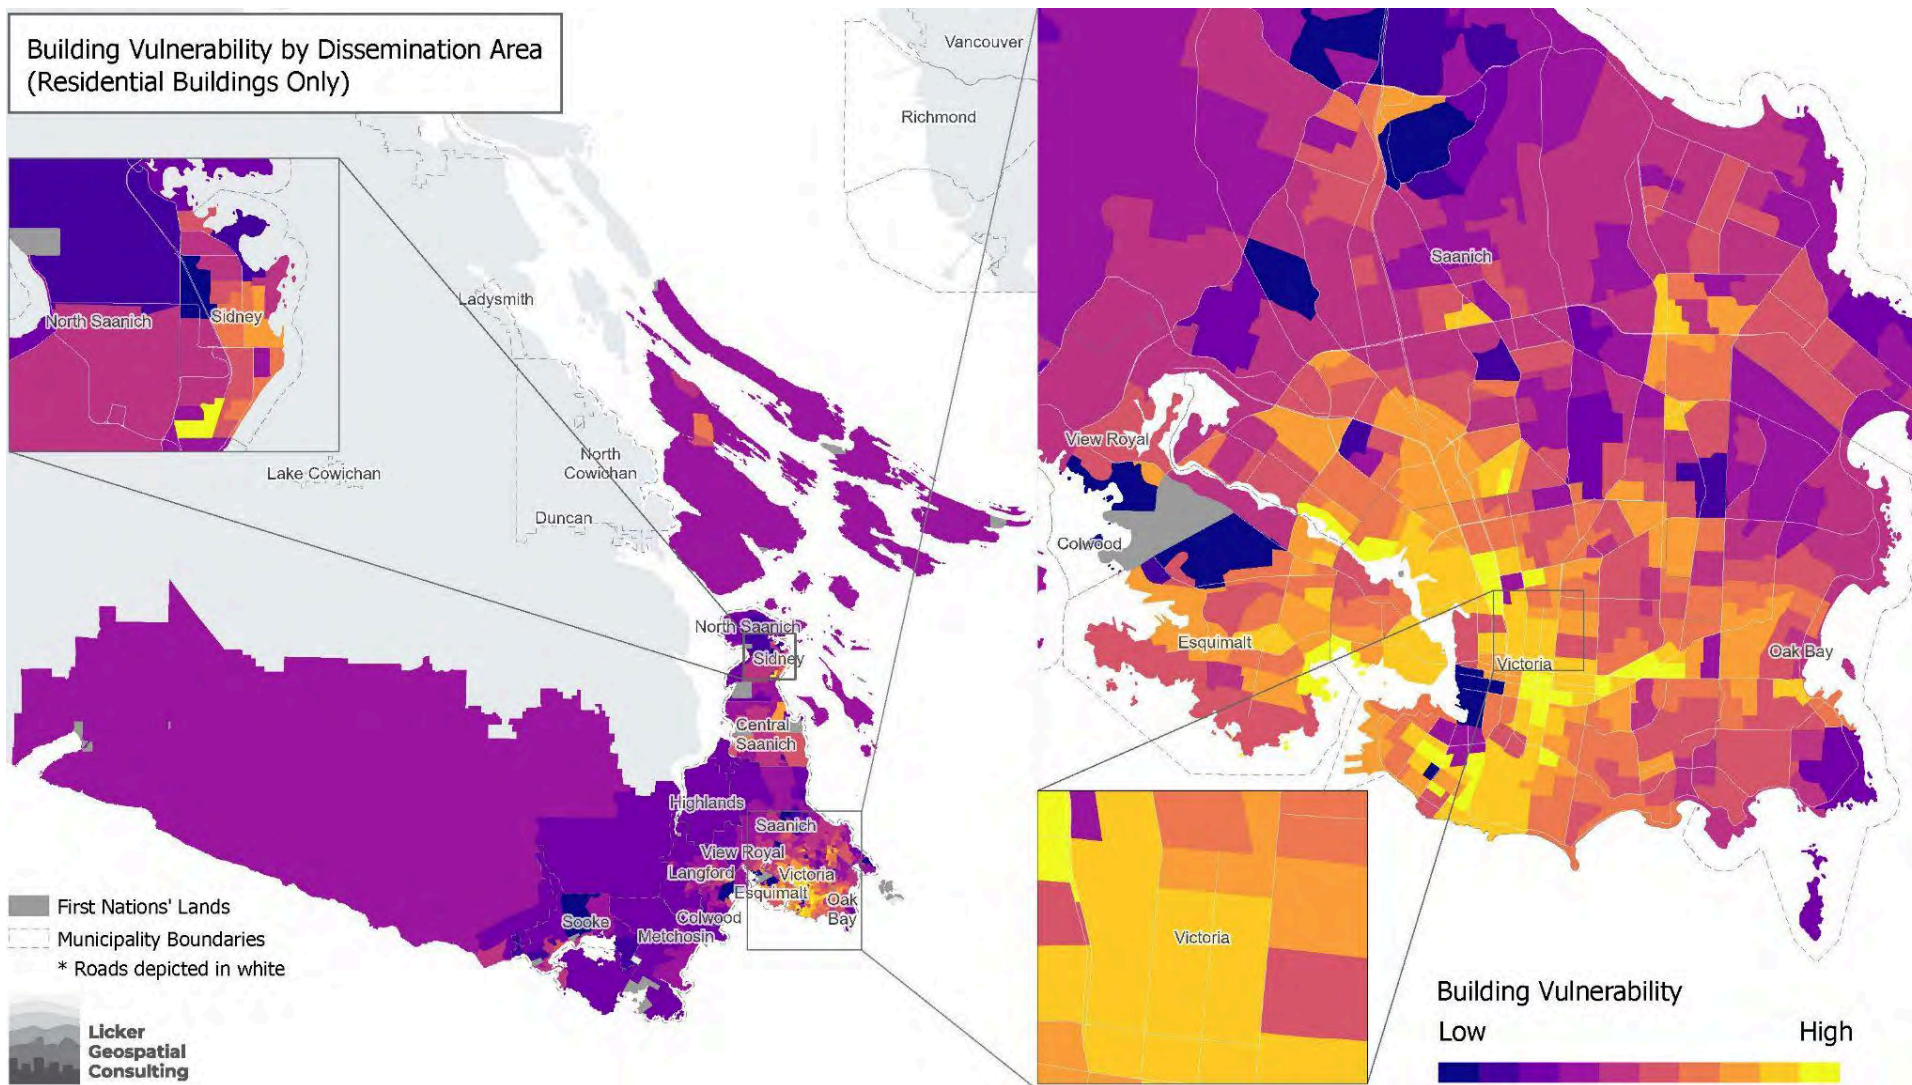 Building Vulnerability by Dissemination Area
(Residential Buildings Only)
Vancouver
Richmond
North Saanich
Sidney
Ladysmith
North
Cowichan
Lake Cowichan
Duncan
North Saanich
Sidney
Central
Saanich
Highlands
Saanich
View Royal
Langford
Victoria
Esquimalt
Oak
Bay
Colwood
Sooke
Metchosin
Saanich
View Royal
Colwood
Esquimalt
Victoria
Oak Bay
Victoria
First Nations' Lands
Municipality Boundaries
* Roads depicted in white
Licker
Geospatial
Consulting
Building Vulnerability
Low High